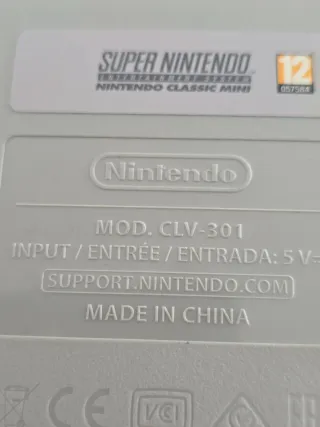 SUPER NINTENDO
ENTERTAINMENT SYSTEM
NINTENDO CLASSIC MINI
12
Nintendo
MOD. CLV-301
INPUT / ENTRÉE / ENTRADA: 5 V
SUPPORT.NINTENDO.COM
MADE IN CHINA
CE
VCI